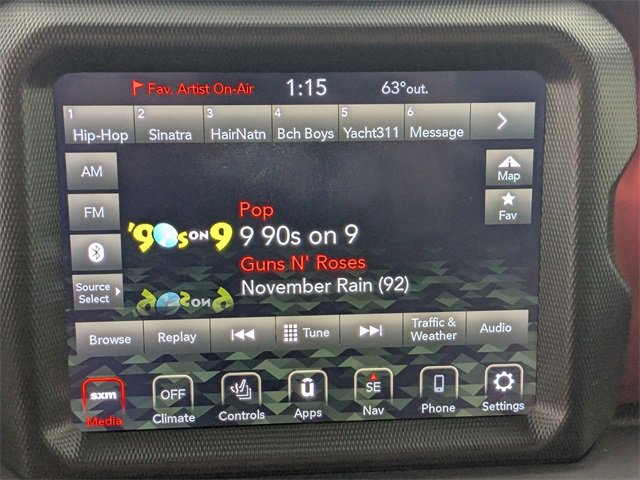 Fav. Artist On-Air 1:15 63°out.
1 2 3 4 5 6
Hip-Hop Sinatra HairNatn Bch Boys Yacht311 Message
AM
Map
FM
Fav
Pop
'90s ON 9
9 90s on 9
Guns N' Roses
November Rain (92)
Source
Select
'90s ON 9
Browse Replay Tune Traffic &
Weather Audio
sxm OFF SE
Media Climate Controls Apps Nav Phone Settings